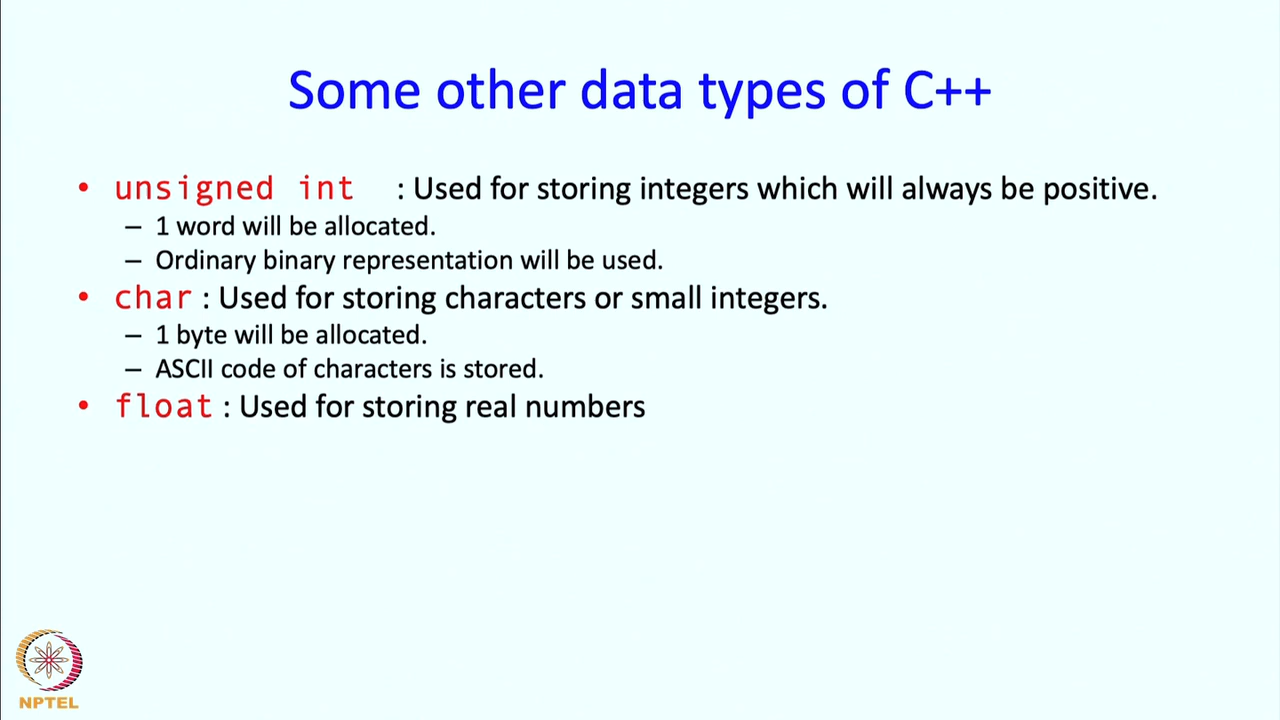 Some other data types of C++
• unsigned int : Used for storing integers which will always be positive.
– 1 word will be allocated.
– Ordinary binary representation will be used.
• char : Used for storing characters or small integers.
– 1 byte will be allocated.
– ASCII code of characters is stored.
• float : Used for storing real numbers
NPTEL